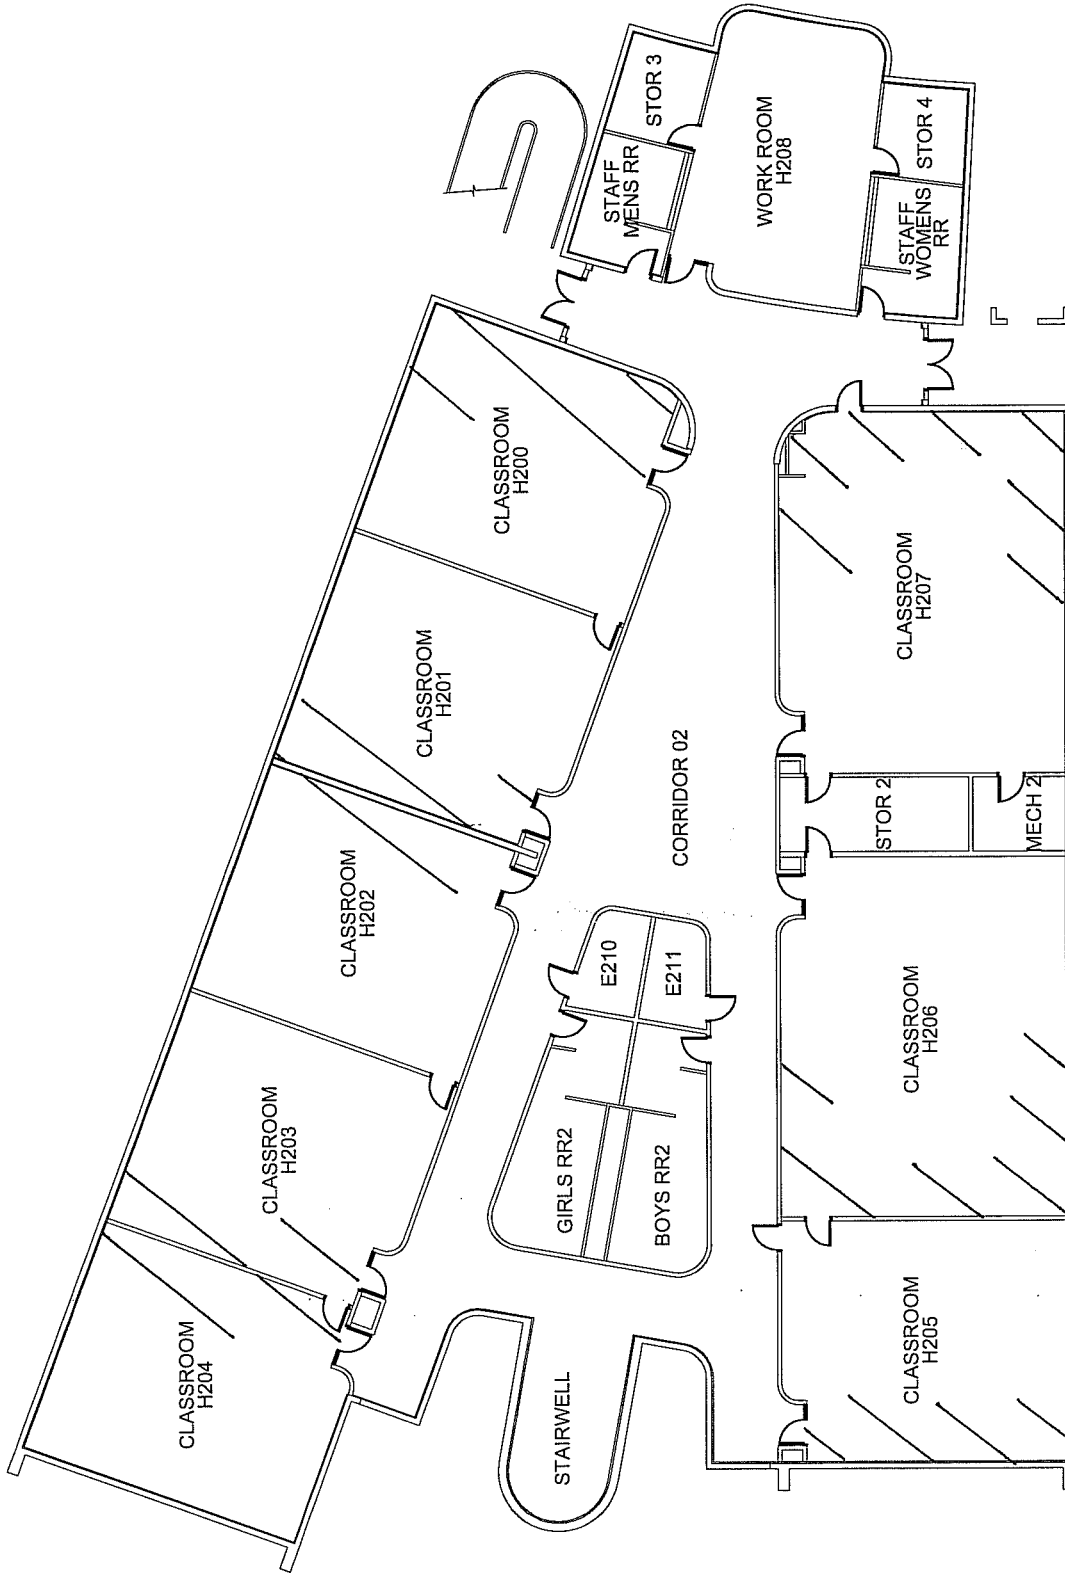 CLASSROOM
H204
CLASSROOM
H203
CLASSROOM
H202
CLASSROOM
H201
CLASSROOM
H200
STAFF
MENS RR
STOR 3
WORK ROOM
H208
STAFF
WOMENS
RR
STOR 4
STAIRWELL
GIRLS RR2
BOYS RR2
E210
E211
CORRIDOR 02
CLASSROOM
H205
CLASSROOM
H206
STOR 2
MECH 2
CLASSROOM
H207